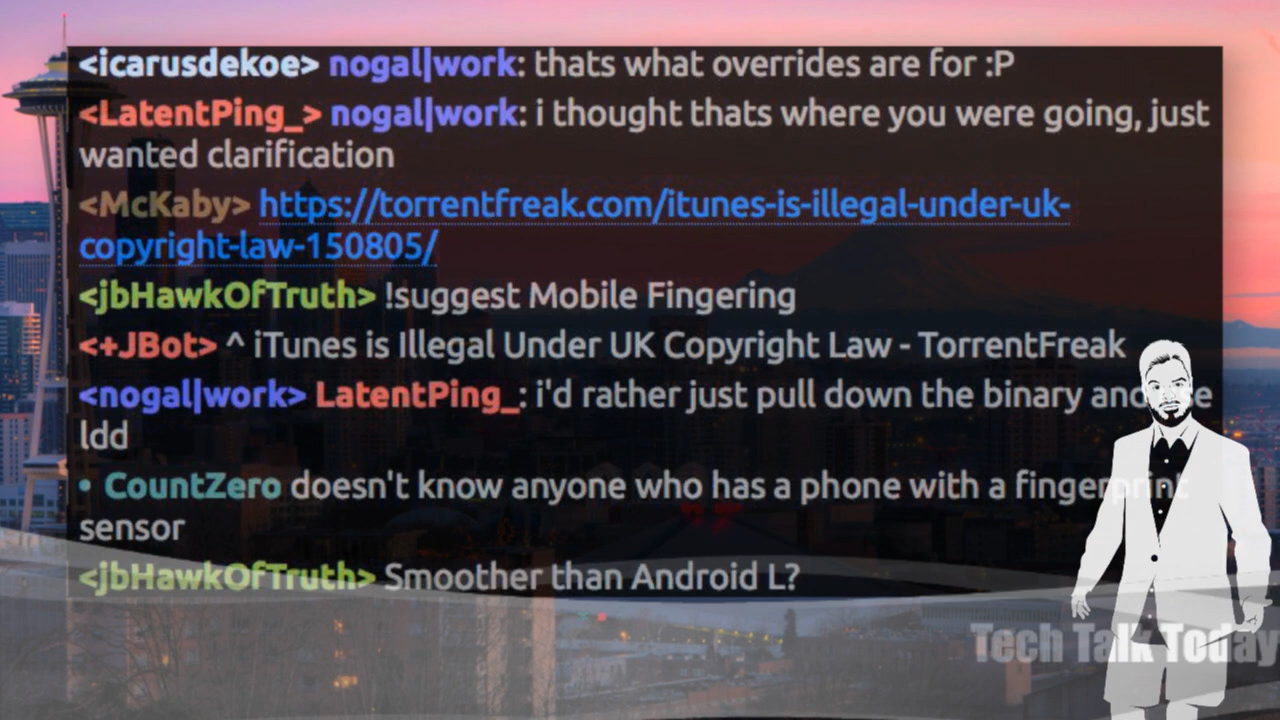 <icarusdekoe> nogal|work: thats what overrides are for :P
<LatentPing_> nogal|work: i thought thats where you were going, just
wanted clarification
<McKaby> https://torrentfreak.com/itunes-is-illegal-under-uk-
copyright-law-150805/
<jbHawkOfTruth> !suggest Mobile Fingering
<+JBot> ^ iTunes is Illegal Under UK Copyright Law - TorrentFreak
<nogal|work> LatentPing_: i'd rather just pull down the binary and
ldd
• CountZero doesn't know anyone who has a phone with a fingerprint
sensor
<jbHawkOfTruth> Smoother than Android L?
Tech Talk Today